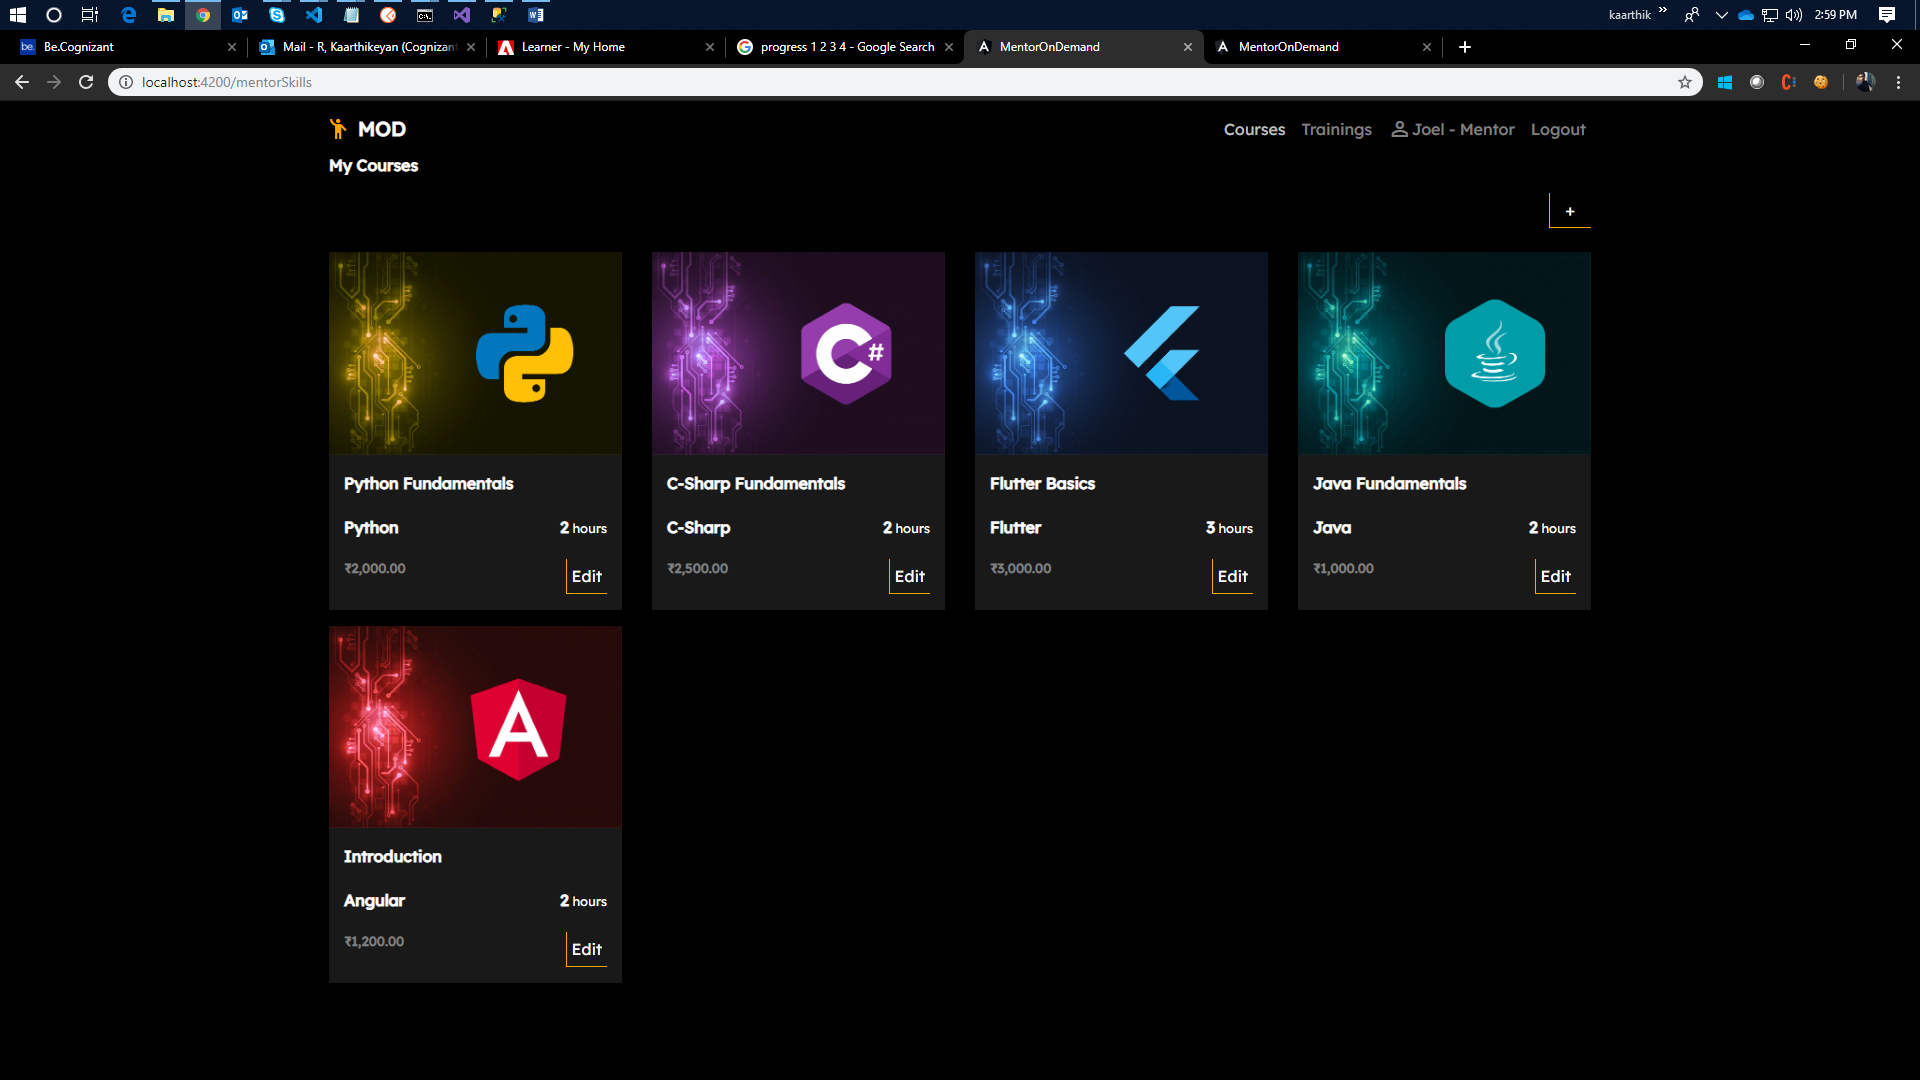 kaarthik
2:59 PM
be. Be.Cognizant
Mail - R, Kaarthikeyan (Cognizant
Learner - My Home
progress 1 2 3 4 - Google Search
MentorOnDemand
MentorOnDemand
localhost:4200/mentorSkills
MOD
Courses Trainings Joel - Mentor Logout
My Courses
+
C#
Python Fundamentals
Python 2 hours
₹2,000.00
Edit
C-Sharp Fundamentals
C-Sharp 2 hours
₹2,500.00
Edit
Flutter Basics
Flutter 3 hours
₹3,000.00
Edit
Java Fundamentals
Java 2 hours
₹1,000.00
Edit
A
Introduction
Angular 2 hours
₹1,200.00
Edit